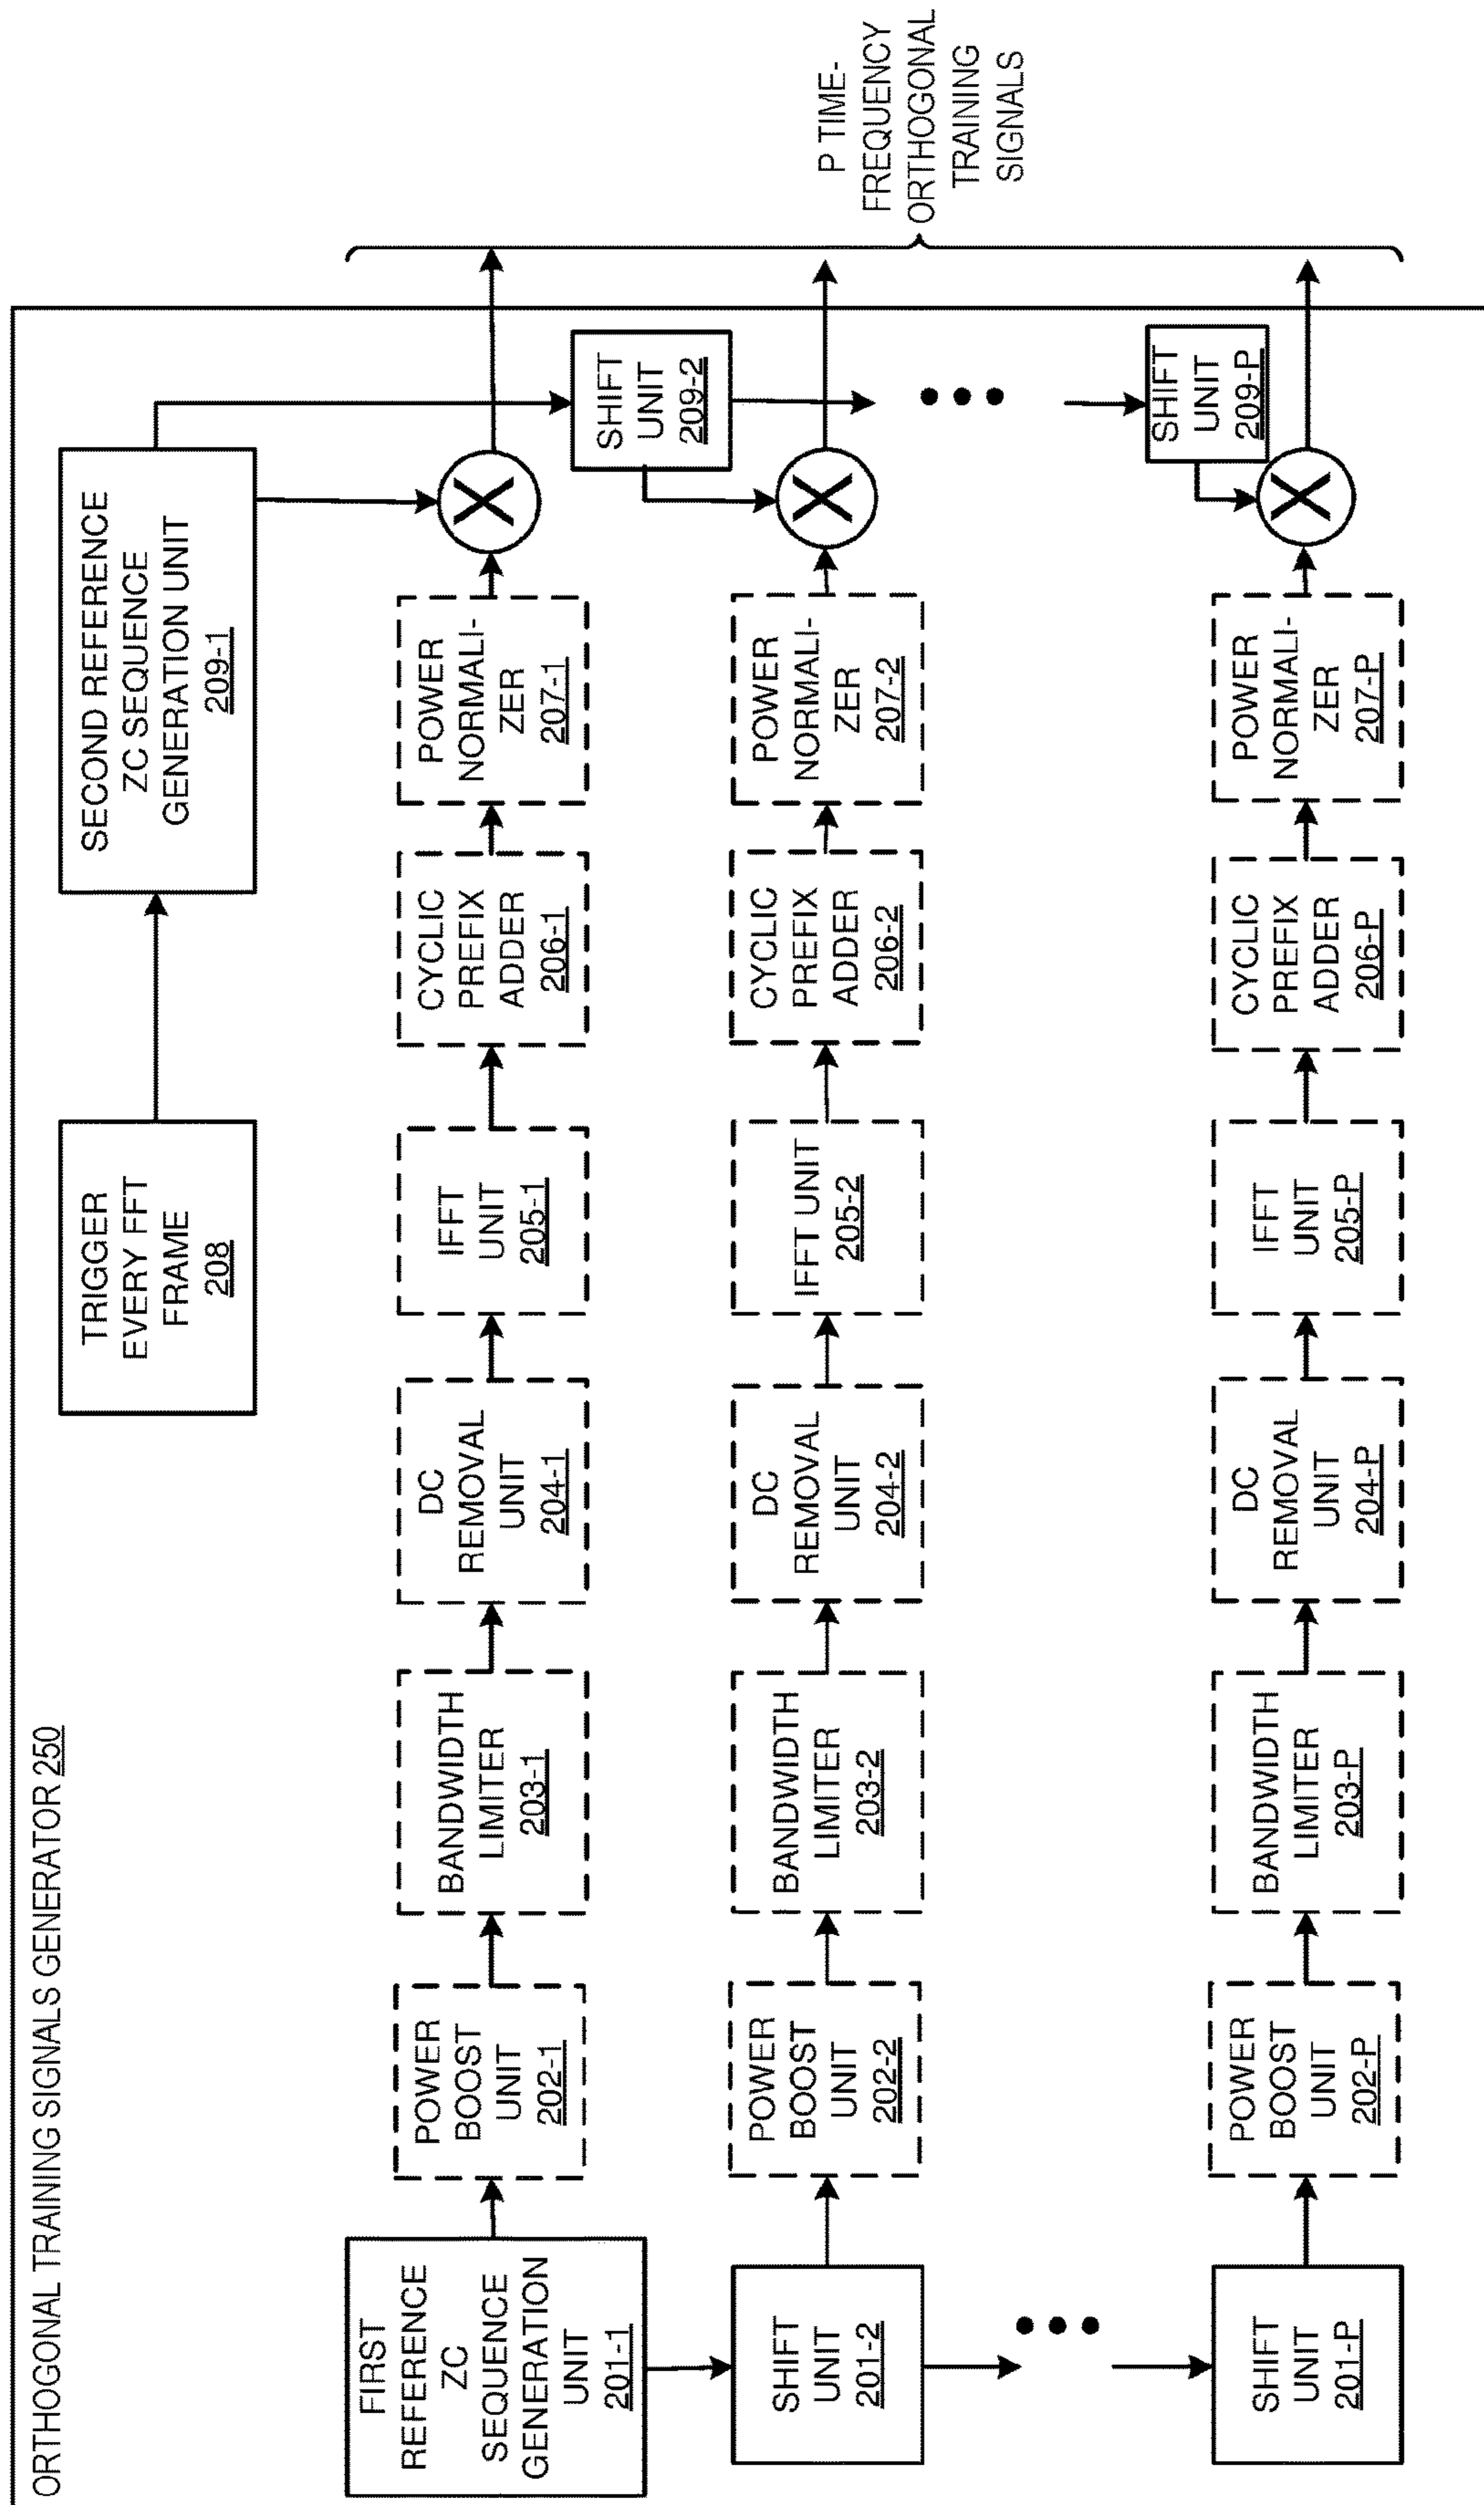 ORTHOGONAL TRAINING SIGNALS GENERATOR 250
TRIGGER
EVERY FFT
FRAME
208
SECOND REFERENCE
ZC SEQUENCE
GENERATION UNIT
209-1
FIRST
REFERENCE
ZC
SEQUENCE
GENERATION
UNIT
201-1
POWER
BOOST
UNIT
202-1
BANDWIDTH
LIMITER
203-1
DC
REMOVAL
UNIT
204-1
IFFT
UNIT
205-1
CYCLIC
PREFIX
ADDER
206-1
POWER
NORMALI-
ZER
207-1
X
SHIFT
UNIT
209-2
SHIFT
UNIT
201-2
POWER
BOOST
UNIT
202-2
BANDWIDTH
LIMITER
203-2
DC
REMOVAL
UNIT
204-2
IFFT UNIT
205-2
CYCLIC
PREFIX
ADDER
206-2
POWER
NORMALI-
ZER
207-2
X
SHIFT
UNIT
209-P
SHIFT
UNIT
201-P
POWER
BOOST
UNIT
202-P
BANDWIDTH
LIMITER
203-P
DC
REMOVAL
UNIT
204-P
IFFT
UNIT
205-P
CYCLIC
PREFIX
ADDER
206-P
POWER
NORMALI-
ZER
207-P
X
P TIME-
FREQUENCY
ORTHOGONAL
TRAINING
SIGNALS